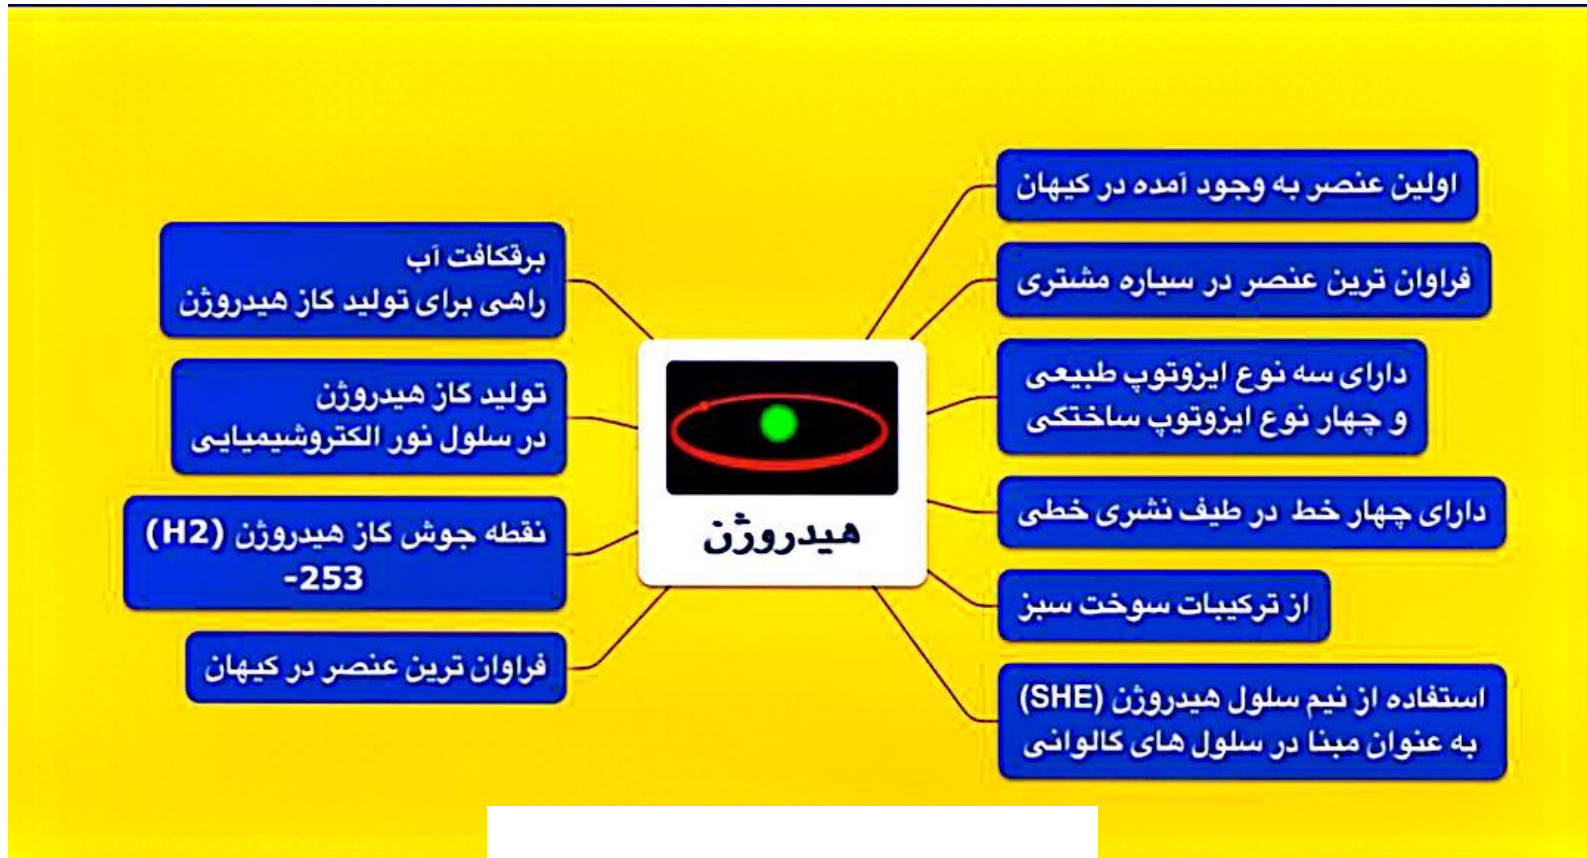 هیدروژن
اولین عنصر به وجود آمده در کیهان
فراوان ترین عنصر در سیاره مشتری
دارای سه نوع ایزوتوپ طبیعی
و چهار نوع ایزوتوپ ساختگی
دارای چهار خط در طیف نشری خطی
از ترکیبات سوخت سبز
استفاده از نیم سلول هیدروژن (SHE)
به عنوان مبنا در سلول های گالوانی
برقکافت آب
راهی برای تولید گاز هیدروژن
تولید گاز هیدروژن
در سلول نور الکتروشیمیایی
نقطه جوش گاز هیدروژن (H2)
-253
فراوان ترین عنصر در کیهان